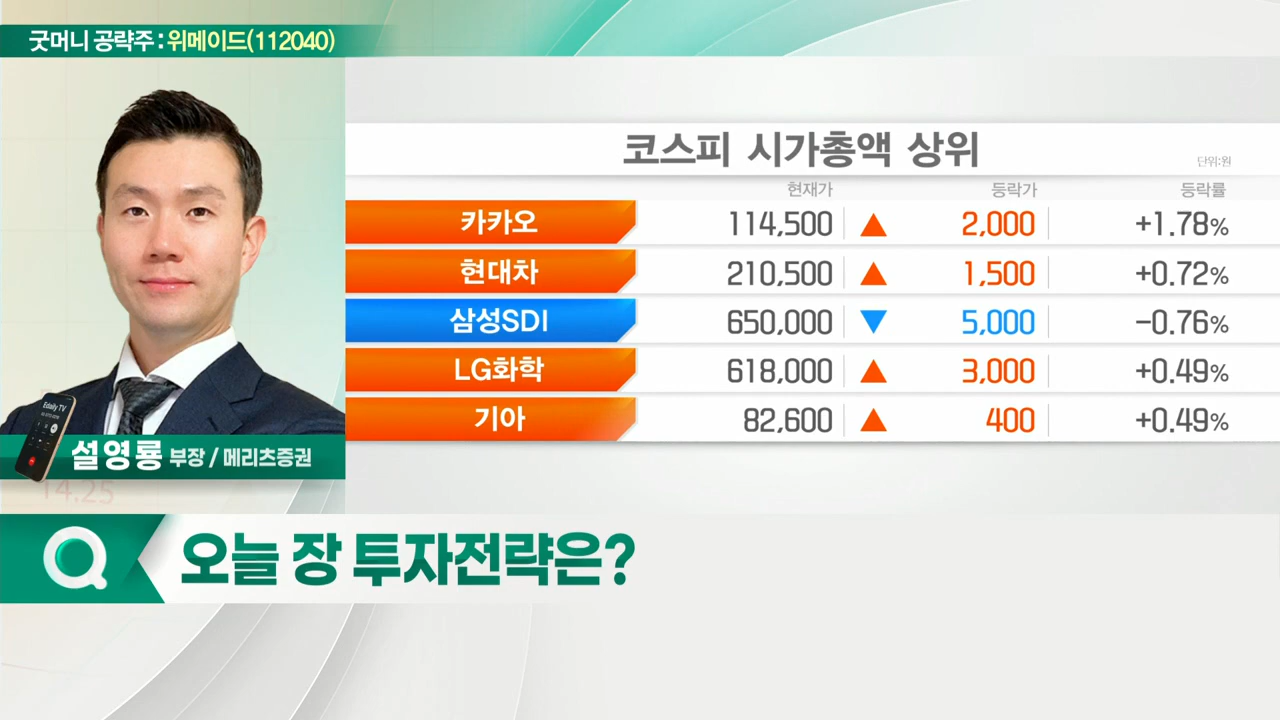 굿머니 공략주 : 위메이드(112040)
코스피 시가총액 상위
단위:원
현재가 등락가 등락률
카카오 114,500 ▲ 2,000 +1.78%
현대차 210,500 ▲ 1,500 +0.72%
삼성SDI 650,000 ▼ 5,000 -0.76%
LG화학 618,000 ▲ 3,000 +0.49%
기아 82,600 ▲ 400 +0.49%
Edaily TV
설영룡 부장 / 메리츠증권
14.25
Q 오늘 장 투자전략은?